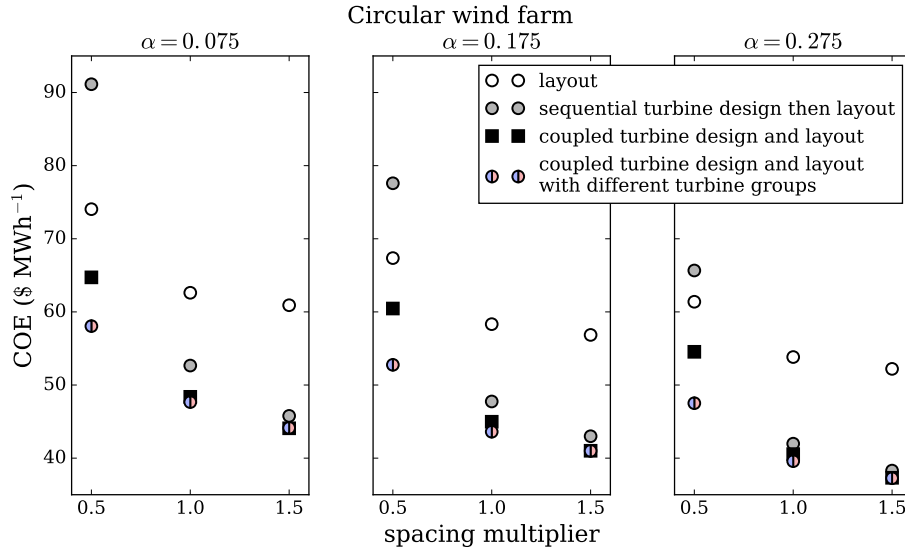 Circular wind farm
α = 0.075
α = 0.175
α = 0.275
layout
sequential turbine design then layout
coupled turbine design and layout
coupled turbine design and layout
with different turbine groups
COE ($ MWh⁻¹)
90
80
70
60
50
40
0.5 1.0 1.5
0.5 1.0 1.5
0.5 1.0 1.5
spacing multiplier